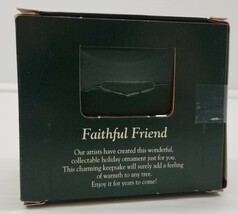 Faithful Friend
Our artists have created this wonderful,
collectable holiday ornament just for you.
This charming keepsake will surely add a feeling
of warmth to any tree.
Enjoy it for years to come!